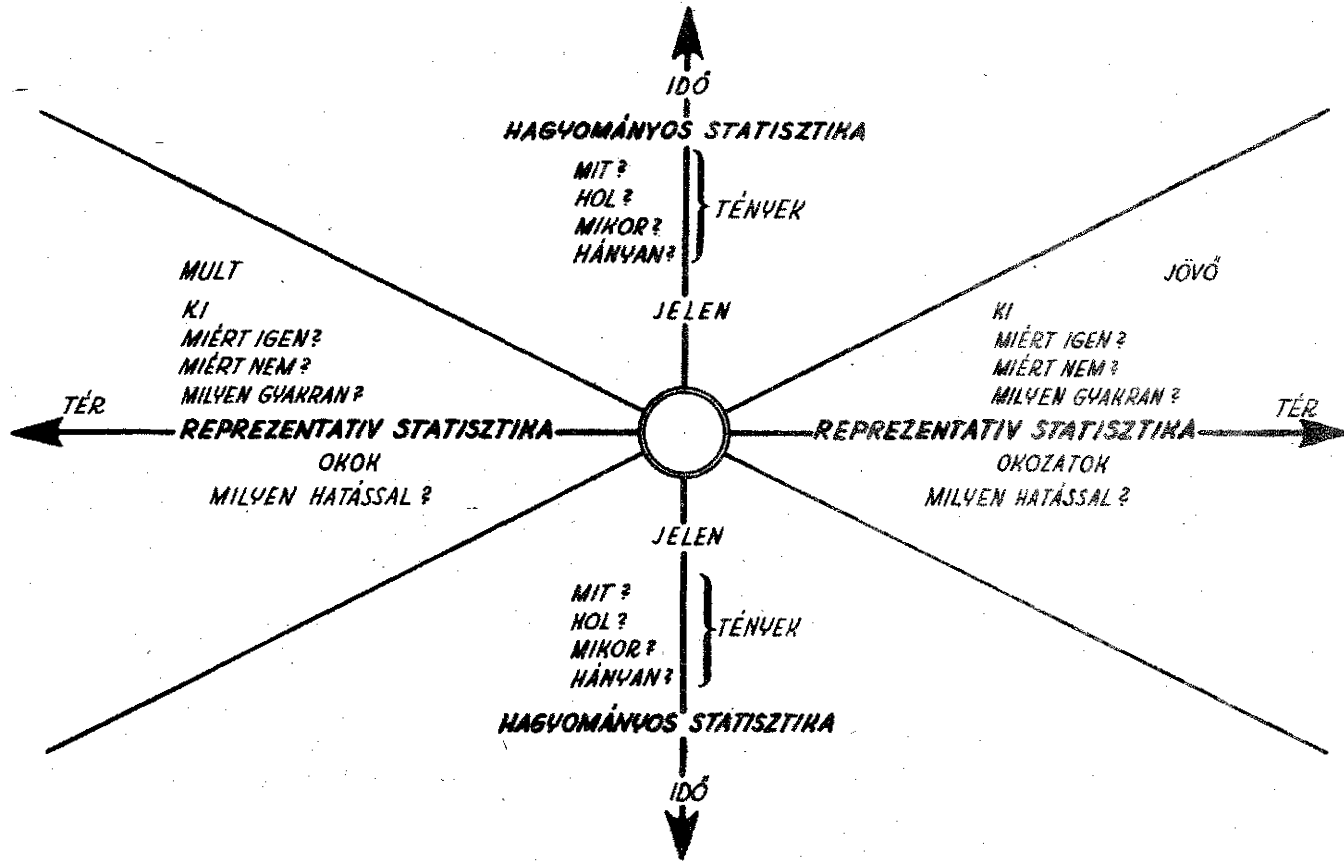 IDŐ
HAGYOMÁNYOS STATISZTIKA
MIT?
HOL?
MIKOR?
HÁNYAN?
TÉNYEK
JELEN
MULT
KI
MIÉRT IGEN?
MIÉRT NEM?
MILYEN GYAKRAN?
TÉR
REPREZENTATIV STATISZTIKA
OKOK
MILYEN HATÁSSAL?
JÖVŐ
KI
MIÉRT IGEN?
MIÉRT NEM?
MILYEN GYAKRAN?
TÉR
REPREZENTATIV STATISZTIKA
OKOZATOK
MILYEN HATÁSSAL?
JELEN
MIT?
HOL?
MIKOR?
HÁNYAN?
TÉNYEK
HAGYOMÁNYOS STATISZTIKA
IDŐ